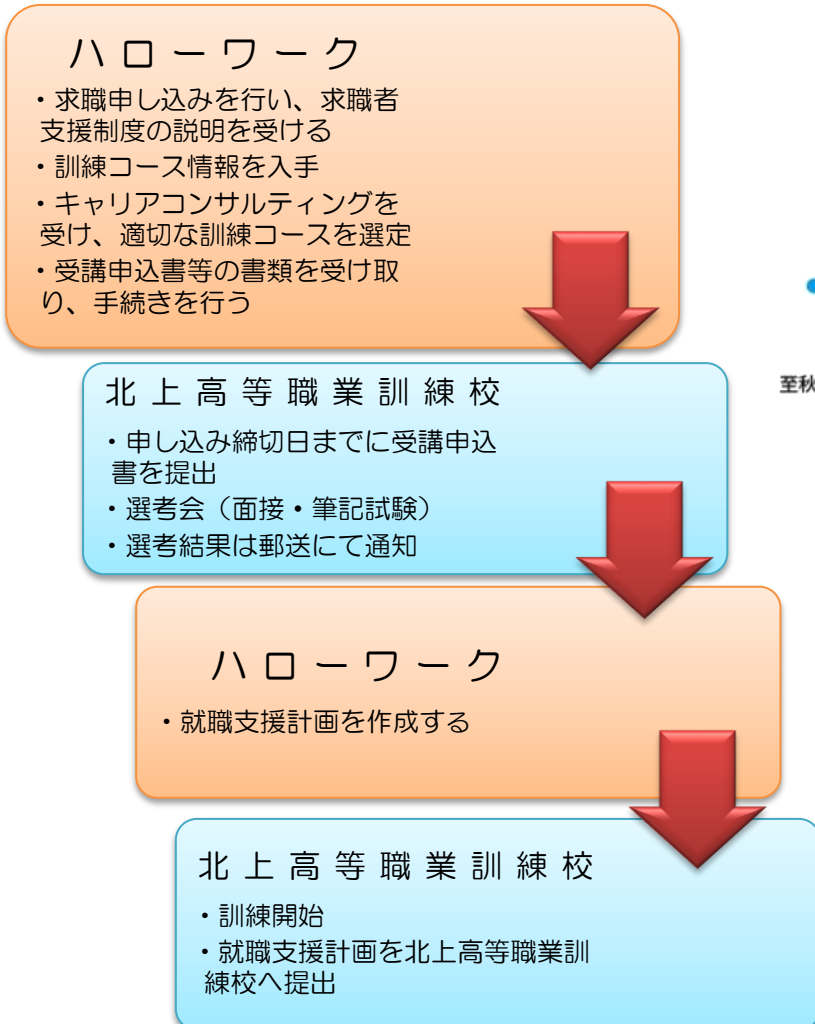 ハローワーク
・求職申し込みを行い、求職者
支援制度の説明を受ける
・訓練コース情報を入手
・キャリアコンサルティングを
受け、適切な訓練コースを選定
・受講申込書等の書類を受け取
り、手続きを行う
北上高等職業訓練校
・申し込み締切日までに受講申込
書を提出
・選考会（面接・筆記試験）
・選考結果は郵送にて通知
至秋
ハローワーク
・就職支援計画を作成する
北上高等職業訓練校
・訓練開始
・就職支援計画を北上高等職業訓
練校へ提出